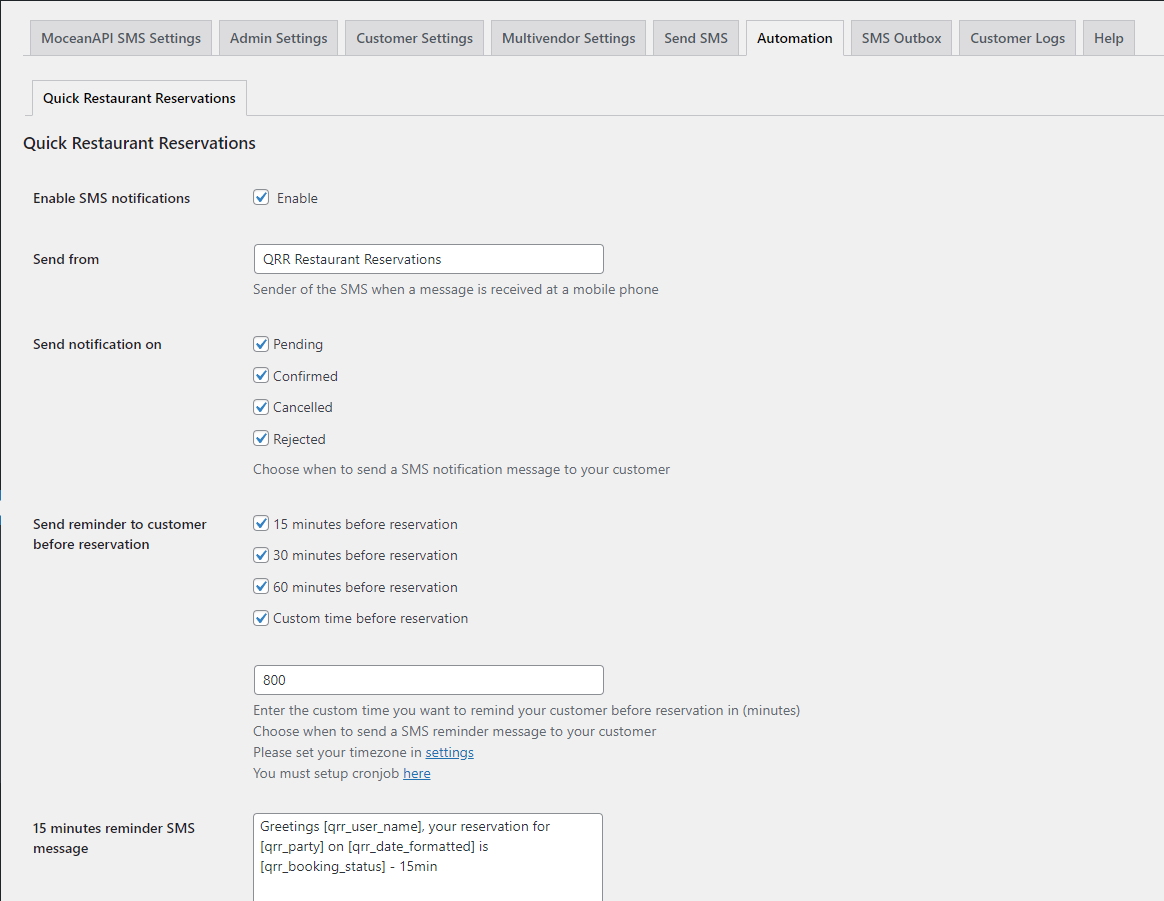 MoceanAPI SMS Settings Admin Settings Customer Settings Multivendor Settings Send SMS Automation SMS Outbox Customer Logs Help
Quick Restaurant Reservations
Quick Restaurant Reservations
Enable SMS notifications Enable
Send from QRR Restaurant Reservations
Sender of the SMS when a message is received at a mobile phone
Send notification on Pending
Confirmed
Cancelled
Rejected
Choose when to send a SMS notification message to your customer
Send reminder to customer 15 minutes before reservation
before reservation
30 minutes before reservation
60 minutes before reservation
Custom time before reservation
800
Enter the custom time you want to remind your customer before reservation in (minutes)
Choose when to send a SMS reminder message to your customer
Please set your timezone in settings
You must setup cronjob here
15 minutes reminder SMS
message
Greetings [qrr_user_name], your reservation for
[qrr_party] on [qrr_date_formatted] is
[qrr_booking_status] - 15min